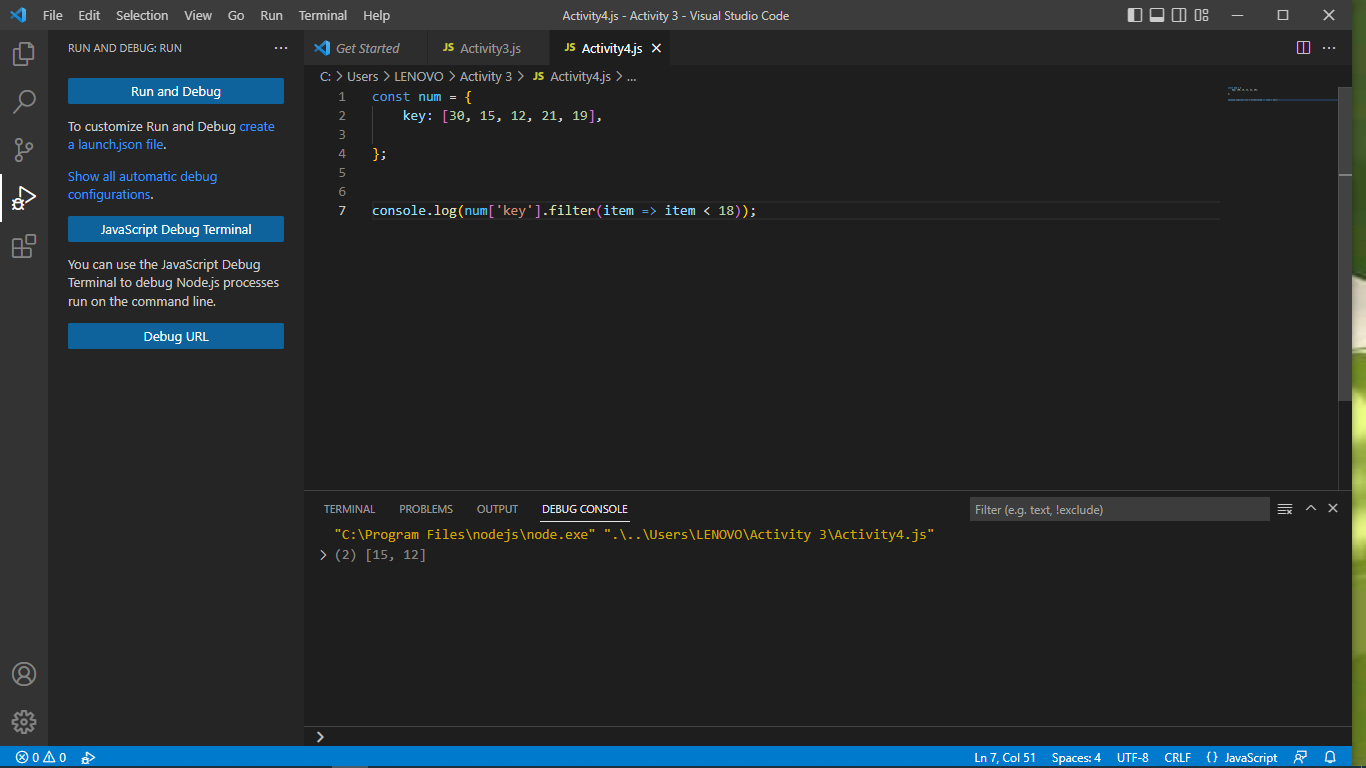 File Edit Selection View Go Run Terminal Help Activity4.js - Activity 3 - Visual Studio Code
RUN AND DEBUG: RUN ···
Run and Debug
To customize Run and Debug create
a launch.json file.
Show all automatic debug
configurations.
JavaScript Debug Terminal
You can use the JavaScript Debug
Terminal to debug Node.js processes
run on the command line.
Debug URL
Get Started JS Activity3.js JS Activity4.js
C: > Users > LENOVO > Activity 3 > JS Activity4.js > ...
1 const num = {
2 key: [30, 15, 12, 21, 19],
3
4 };
5
6
7 console.log(num['key'].filter(item => item < 18));
TERMINAL PROBLEMS OUTPUT DEBUG CONSOLE Filter (e.g. text, !exclude)
"C:\Program Files\nodejs\node.exe" ".\..\Users\LENOVO\Activity 3\Activity4.js"
> (2) [15, 12]
>
0 0 Ln 7, Col 51 Spaces: 4 UTF-8 CRLF {} JavaScript